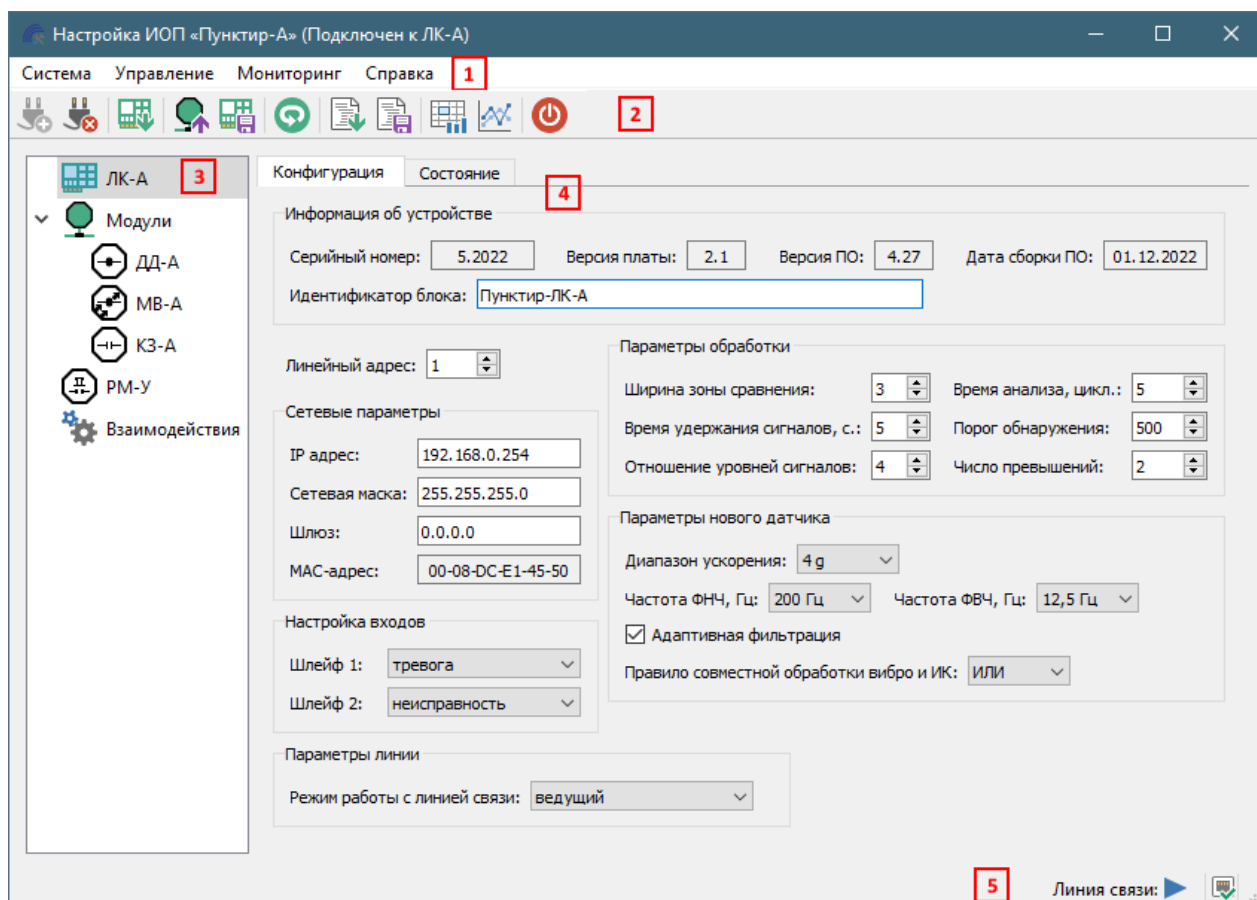 Настройка ИОП «Пунктир-А» (Подключен к ЛК-А)
Система Управление Мониторинг Справка 1
2
ЛК-А 3
Модули
ДД-А
МВ-А
КЗ-А
РМ-У
Взаимодействия
Конфигурация Состояние
4
Информация об устройстве
Серийный номер: 5.2022 Версия платы: 2.1 Версия ПО: 4.27 Дата сборки ПО: 01.12.2022
Идентификатор блока: Пунктир-ЛК-А
Линейный адрес: 1
Сетевые параметры
IP адрес: 192.168.0.254
Сетевая маска: 255.255.255.0
Шлюз: 0.0.0.0
MAC-адрес: 00-08-DC-E1-45-50
Настройка входов
Шлейф 1: тревога
Шлейф 2: неисправность
Параметры обработки
Ширина зоны сравнения: 3 Время анализа, цикл.: 5
Время удержания сигналов, с.: 5 Порог обнаружения: 500
Отношение уровней сигналов: 4 Число превышений: 2
Параметры нового датчика
Диапазон ускорения: 4 g
Частота ФНЧ, Гц: 200 Гц Частота ФВЧ, Гц: 12,5 Гц
Адаптивная фильтрация
Правило совместной обработки вибро и ИК: ИЛИ
Параметры линии
Режим работы с линией связи: ведущий
5 Линия связи: